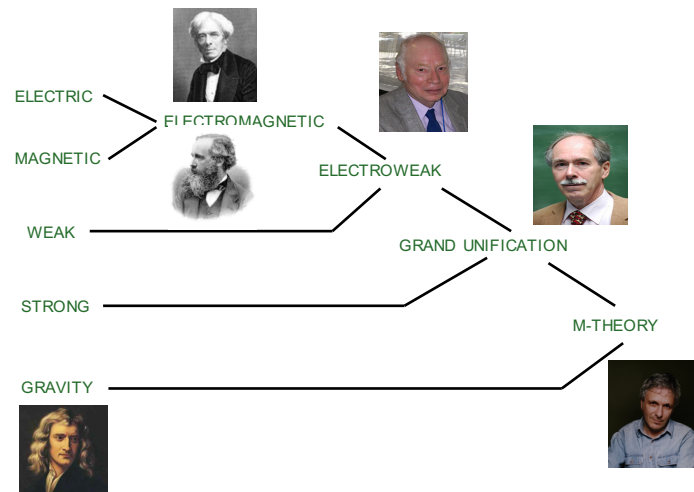 ELECTRIC
ELECTROMAGNETIC
MAGNETIC
ELECTROWEAK
WEAK
GRAND UNIFICATION
STRONG
M-THEORY
GRAVITY